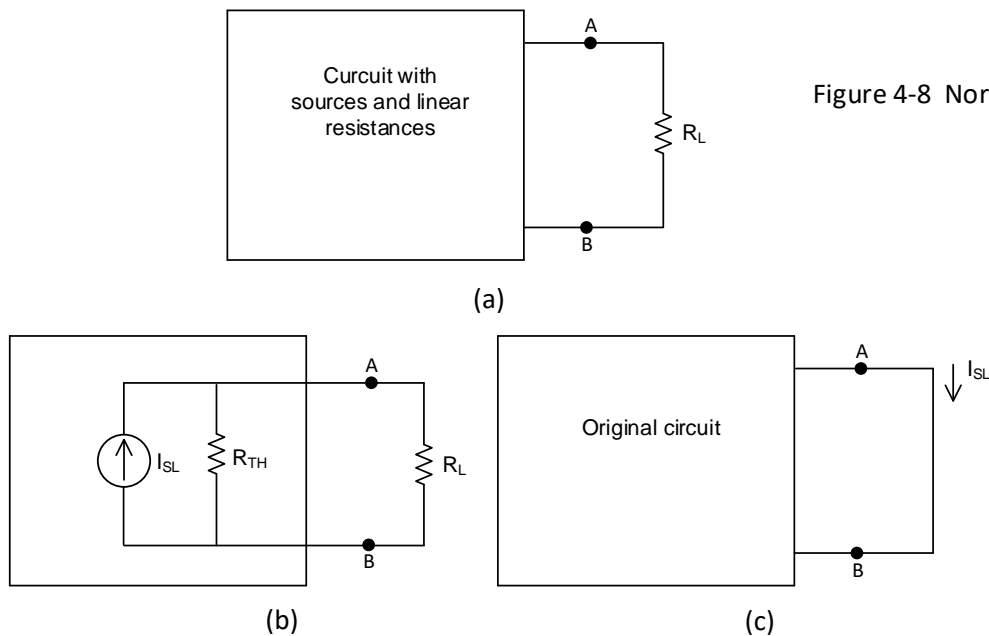 A
Curcuit with
sources and linear
resistances
Figure 4-8 Nor
R_L
B
(a)
A
I_SL
R_TH
R_L
B
(b)
A
I_SL
Original circuit
B
(c)